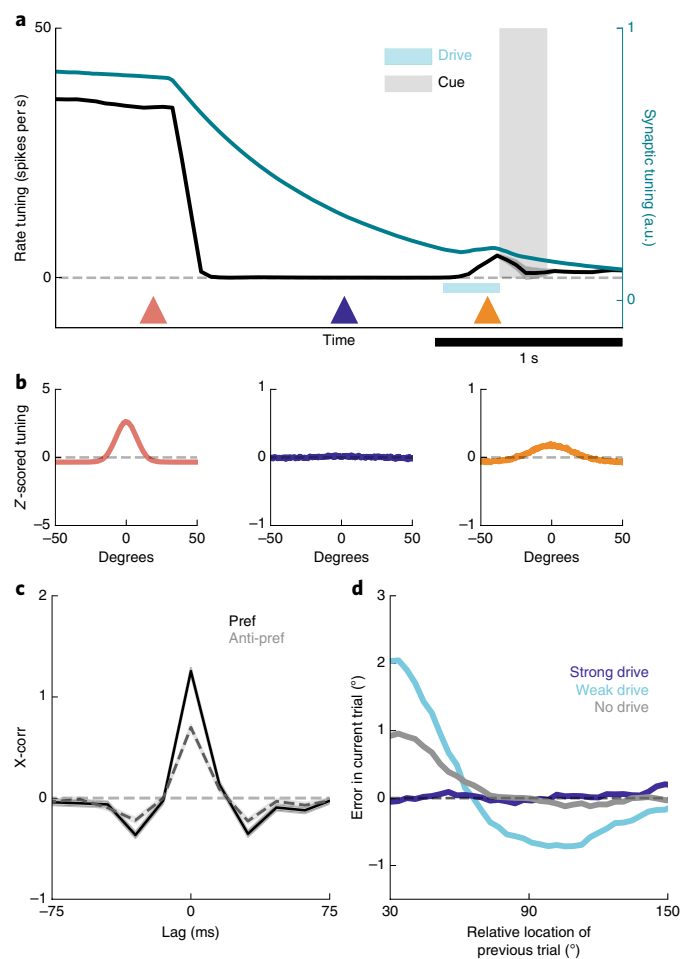 a
50
1
Drive
Cue
Rate tuning (spikes per s)
Synaptic tuning (a.u.)
0
0
Time
1 s
b
5
1
1
Z-scored tuning
0
0
0
–5
–1
–1
–50 0 50
–50 0 50
–50 0 50
Degrees
Degrees
Degrees
c
2
Pref
Anti-pref
1
X-corr
0
–1
–75 0 75
Lag (ms)
d
3
Strong drive
Weak drive
No drive
2
1
Error in current trial (°)
0
–1
30 90 150
Relative location of
previous trial (°)